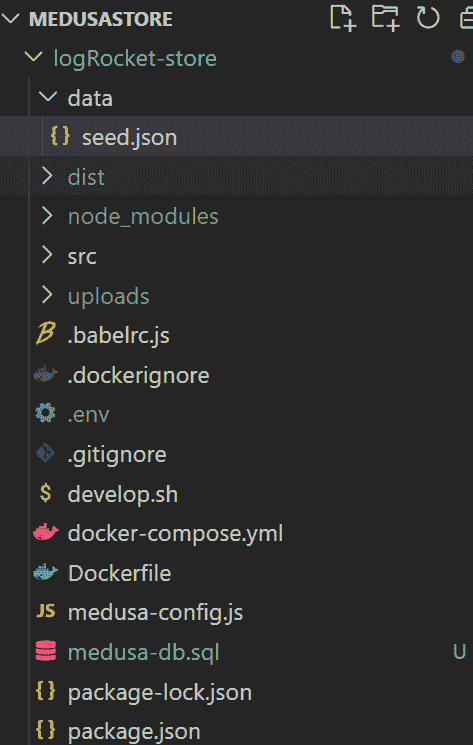 MEDUSASTORE
logRocket-store
data
{} seed.json
dist
node_modules
src
uploads
B .babelrc.js
.dockerignore
.env
.gitignore
$ develop.sh
docker-compose.yml
Dockerfile
JS medusa-config.js
medusa-db.sql U
{} package-lock.json
{} package.json